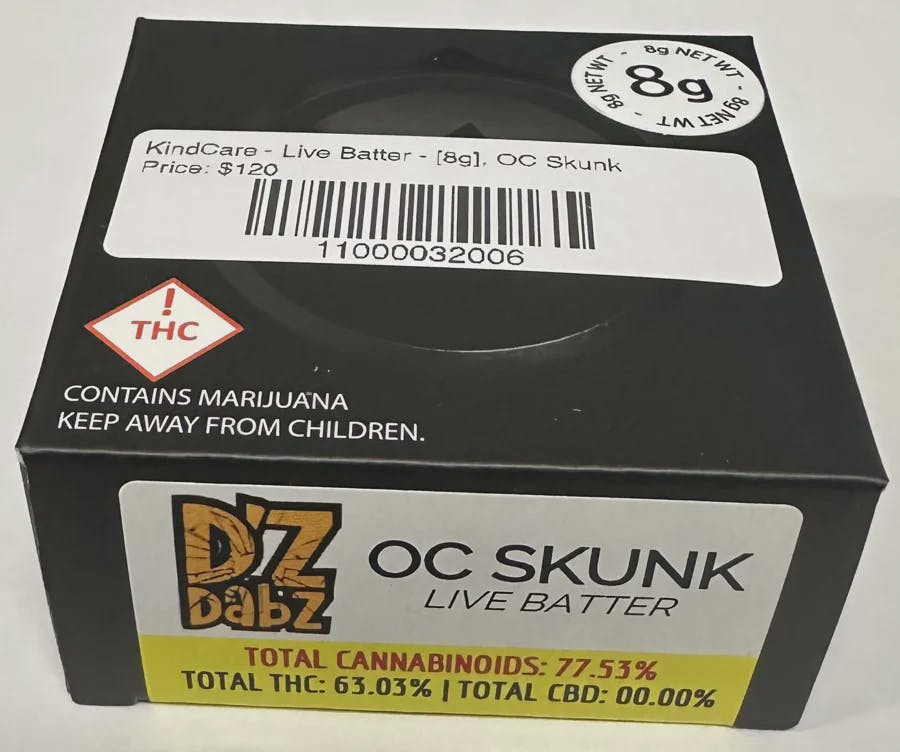 8g NET WT - 8g NET WT - 8g NET WT -
8g
KindCare - Live Batter - [8g], OC Skunk
Price: $120
11000032006
!
THC
CONTAINS MARIJUANA
KEEP AWAY FROM CHILDREN.
D'Z
DabZ
OC SKUNK
LIVE BATTER
TOTAL CANNABINOIDS: 77.53%
TOTAL THC: 63.03% | TOTAL CBD: 00.00%